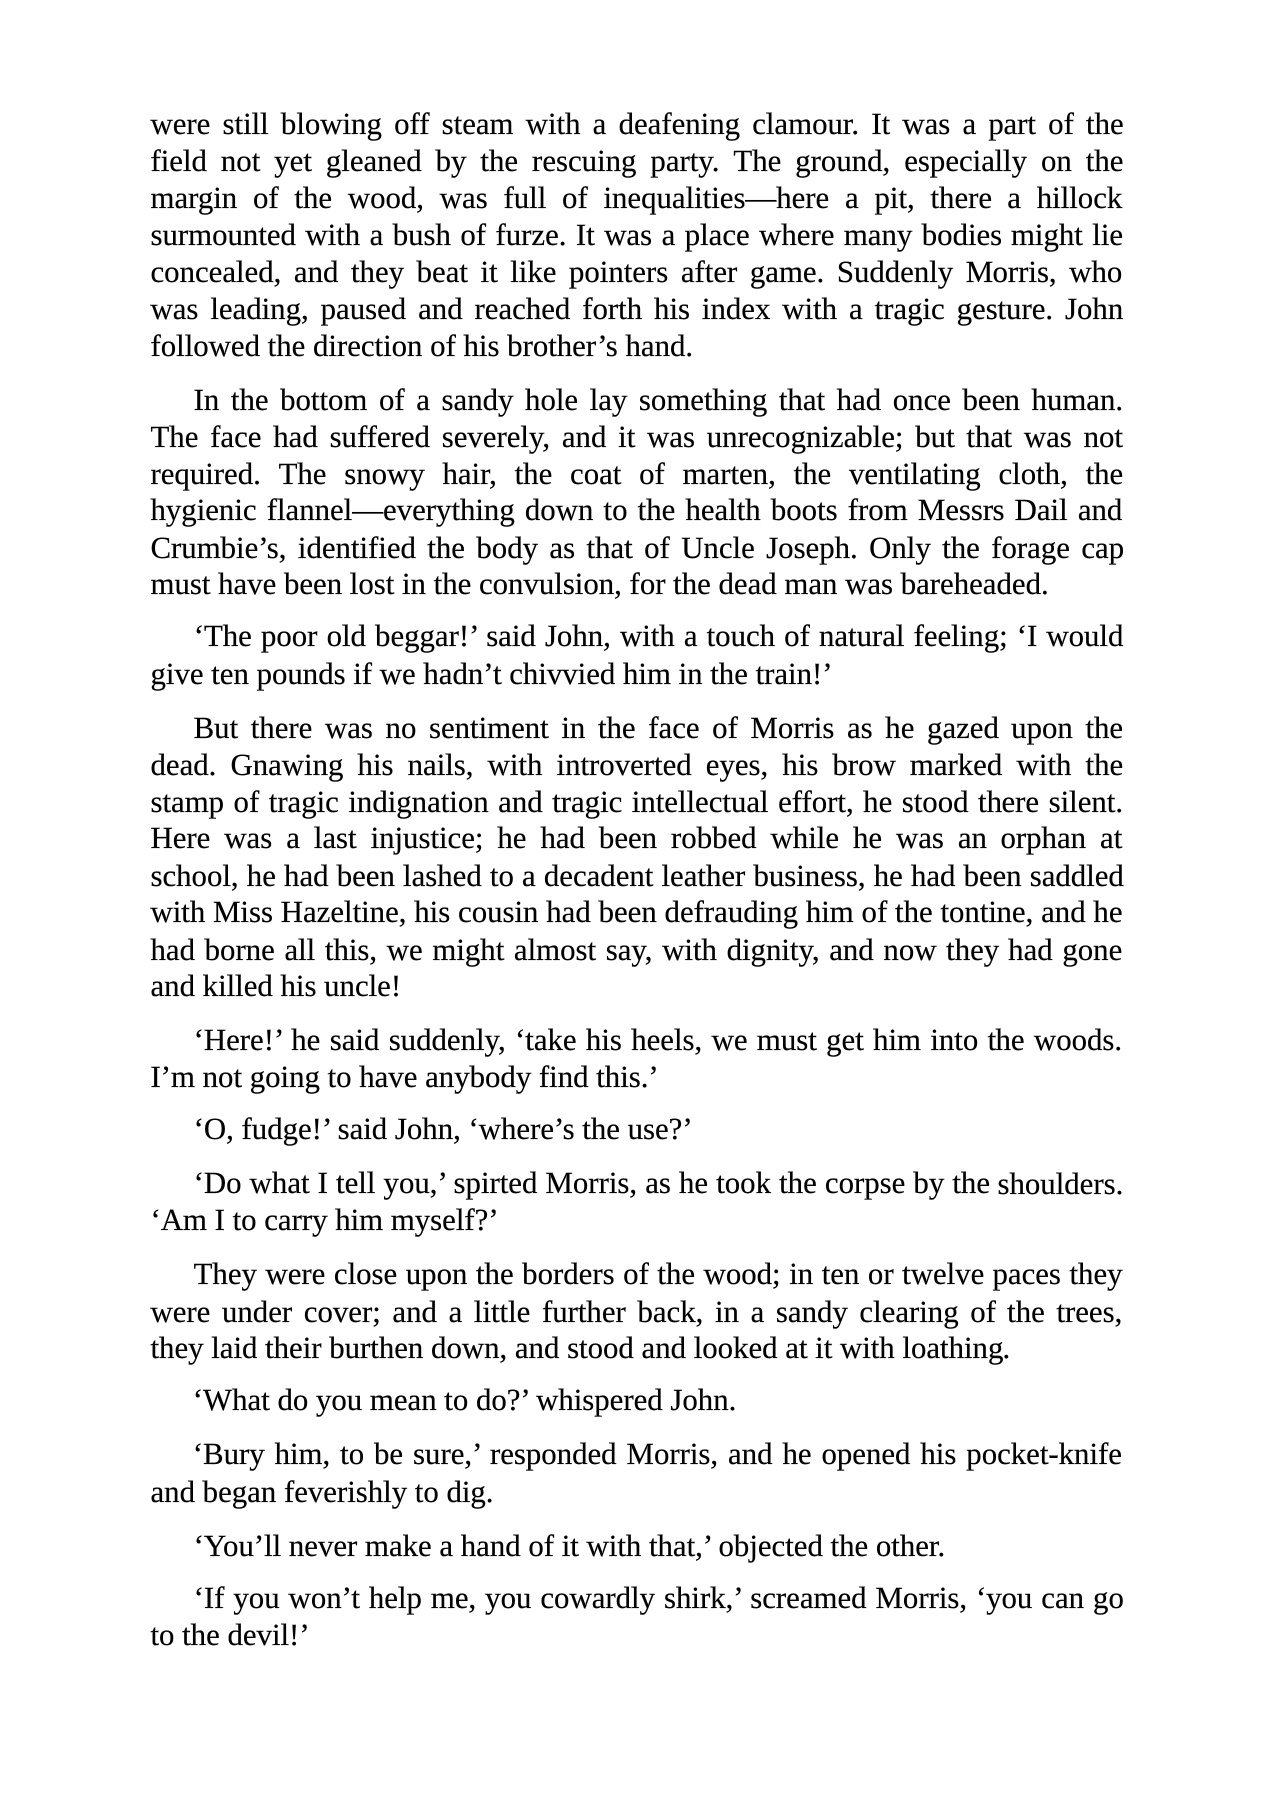 were still blowing off steam with a deafening clamour. It was a part of the
field not yet gleaned by the rescuing party. The ground, especially on the
margin of the wood, was full of inequalities—here a pit, there a hillock
surmounted with a bush of furze. It was a place where many bodies might lie
concealed, and they beat it like pointers after game. Suddenly Morris, who
was leading, paused and reached forth his index with a tragic gesture. John
followed the direction of his brother’s hand.
In the bottom of a sandy hole lay something that had once been human.
The face had suffered severely, and it was unrecognizable; but that was not
required. The snowy hair, the coat of marten, the ventilating cloth, the
hygienic flannel—everything down to the health boots from Messrs Dail and
Crumbie’s, identified the body as that of Uncle Joseph. Only the forage cap
must have been lost in the convulsion, for the dead man was bareheaded.
‘The poor old beggar!’ said John, with a touch of natural feeling; ‘I would
give ten pounds if we hadn’t chivvied him in the train!’
But there was no sentiment in the face of Morris as he gazed upon the
dead. Gnawing his nails, with introverted eyes, his brow marked with the
stamp of tragic indignation and tragic intellectual effort, he stood there silent.
Here was a last injustice; he had been robbed while he was an orphan at
school, he had been lashed to a decadent leather business, he had been saddled
with Miss Hazeltine, his cousin had been defrauding him of the tontine, and he
had borne all this, we might almost say, with dignity, and now they had gone
and killed his uncle!
‘Here!’ he said suddenly, ‘take his heels, we must get him into the woods.
I’m not going to have anybody find this.’
‘O, fudge!’ said John, ‘where’s the use?’
‘Do what I tell you,’ spirted Morris, as he took the corpse by the shoulders.
‘Am I to carry him myself?’
They were close upon the borders of the wood; in ten or twelve paces they
were under cover; and a little further back, in a sandy clearing of the trees,
they laid their burthen down, and stood and looked at it with loathing.
‘What do you mean to do?’ whispered John.
‘Bury him, to be sure,’ responded Morris, and he opened his pocket-knife
and began feverishly to dig.
‘You’ll never make a hand of it with that,’ objected the other.
‘If you won’t help me, you cowardly shirk,’ screamed Morris, ‘you can go
to the devil!’